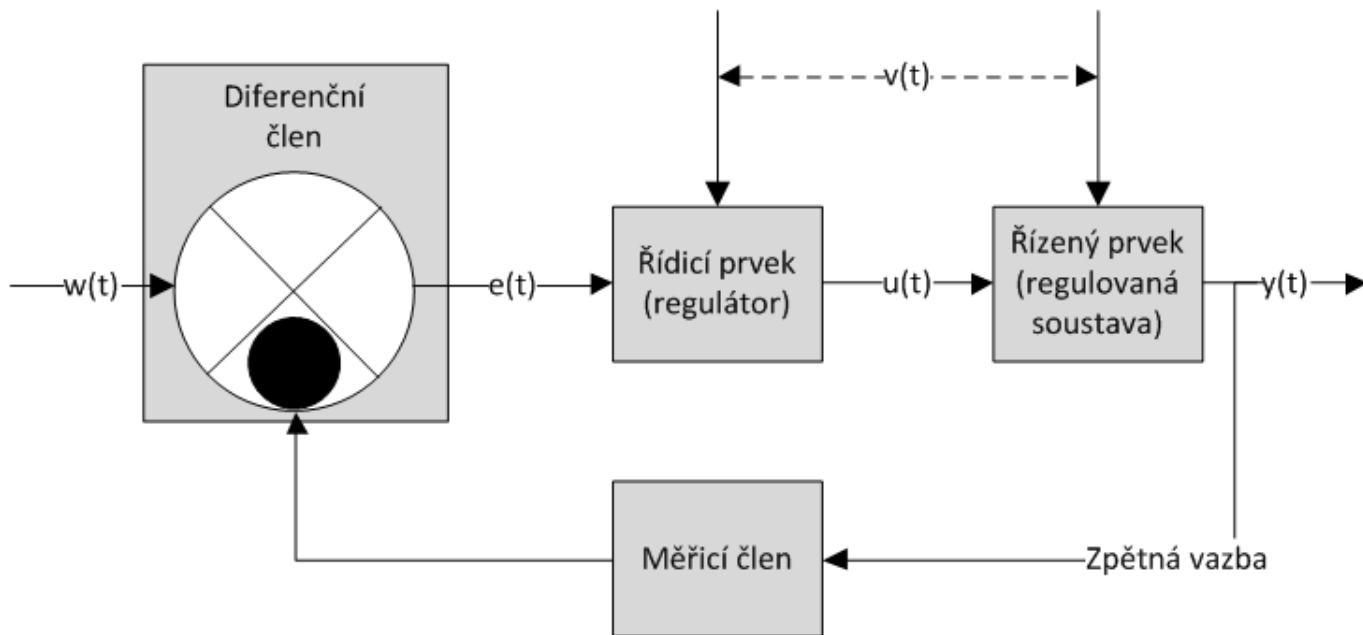 v(t)
Diferenční
člen
w(t)
e(t)
Řídicí prvek
(regulátor)
u(t)
Řízený prvek
(regulovaná
soustava)
y(t)
Měřicí člen
Zpětná vazba